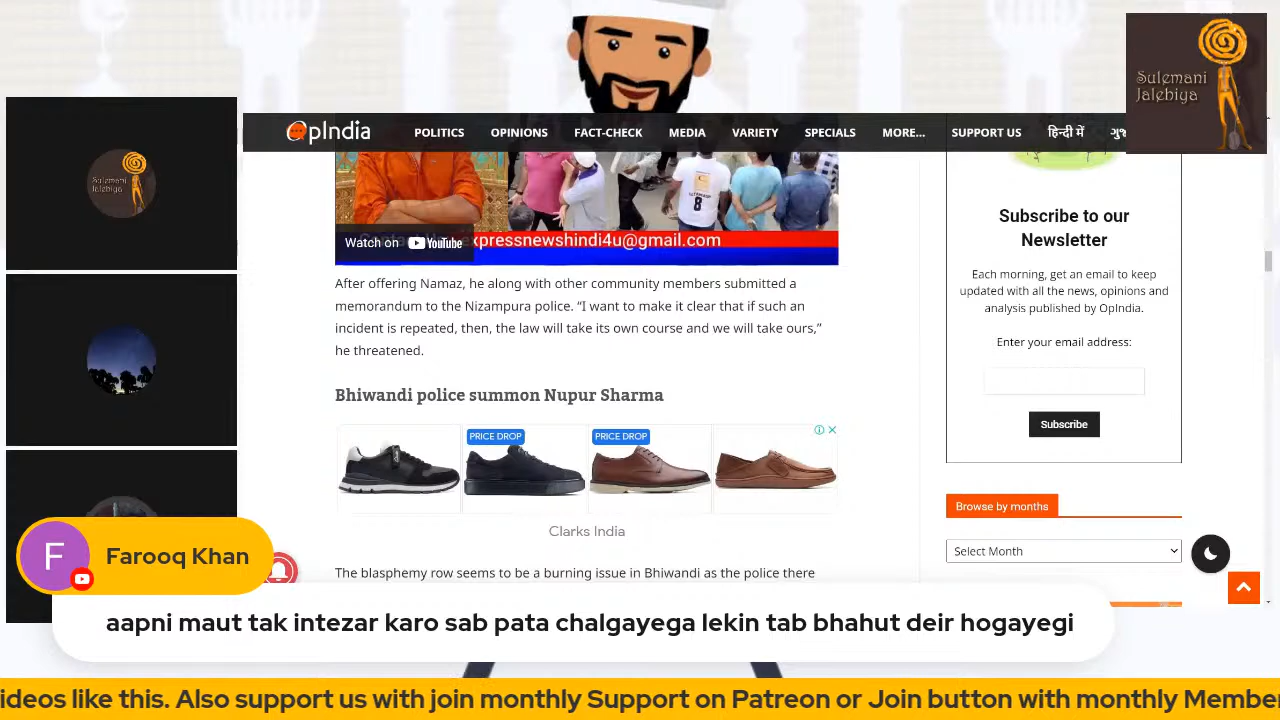 Sulemani
Jalebiya
Sulemani
Jalebiya
OpIndia
POLITICS
OPINIONS
FACT-CHECK
MEDIA
VARIETY
SPECIALS
MORE...
SUPPORT US
हिन्दी में
8
Watch on YouTube
expressnewshindi4u@gmail.com
After offering Namaz, he along with other community members submitted a
memorandum to the Nizampura police. “I want to make it clear that if such an
incident is repeated, then, the law will take its own course and we will take ours,”
he threatened.
Bhiwandi police summon Nupur Sharma
PRICE DROP
PRICE DROP
Clarks India
The blasphemy row seems to be a burning issue in Bhiwandi as the police there
Subscribe to our
Newsletter
Each morning, get an email to keep
updated with all the news, opinions and
analysis published by OpIndia.
Enter your email address:
Subscribe
Browse by months
Select Month
F
Farooq Khan
aapni maut tak intezar karo sab pata chalgayega lekin tab bhahut deir hogayegi
ideos like this. Also support us with join monthly Support on Patreon or Join button with monthly Member